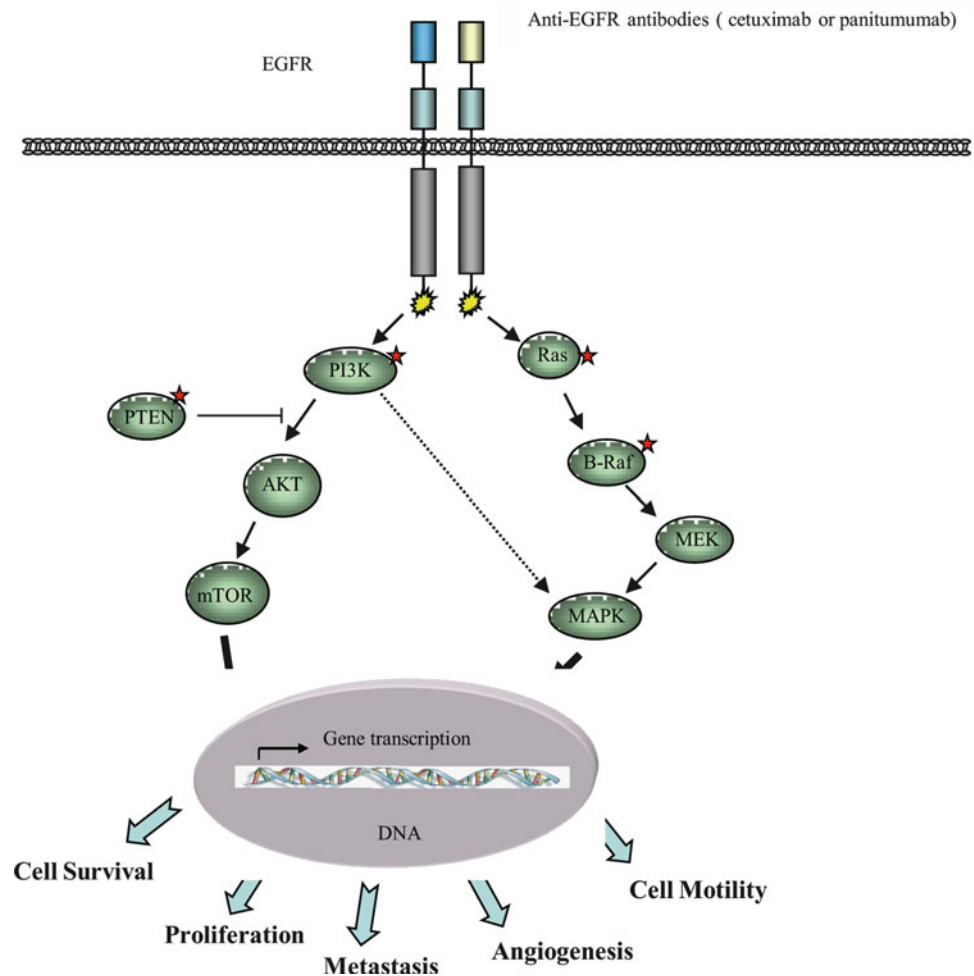 Anti-EGFR antibodies ( cetuximab or panitumumab)
EGFR
PI3K
Ras
PTEN
B-Raf
AKT
MEK
mTOR
MAPK
Gene transcription
DNA
Cell Survival
Cell Motility
Proliferation
Angiogenesis
Metastasis